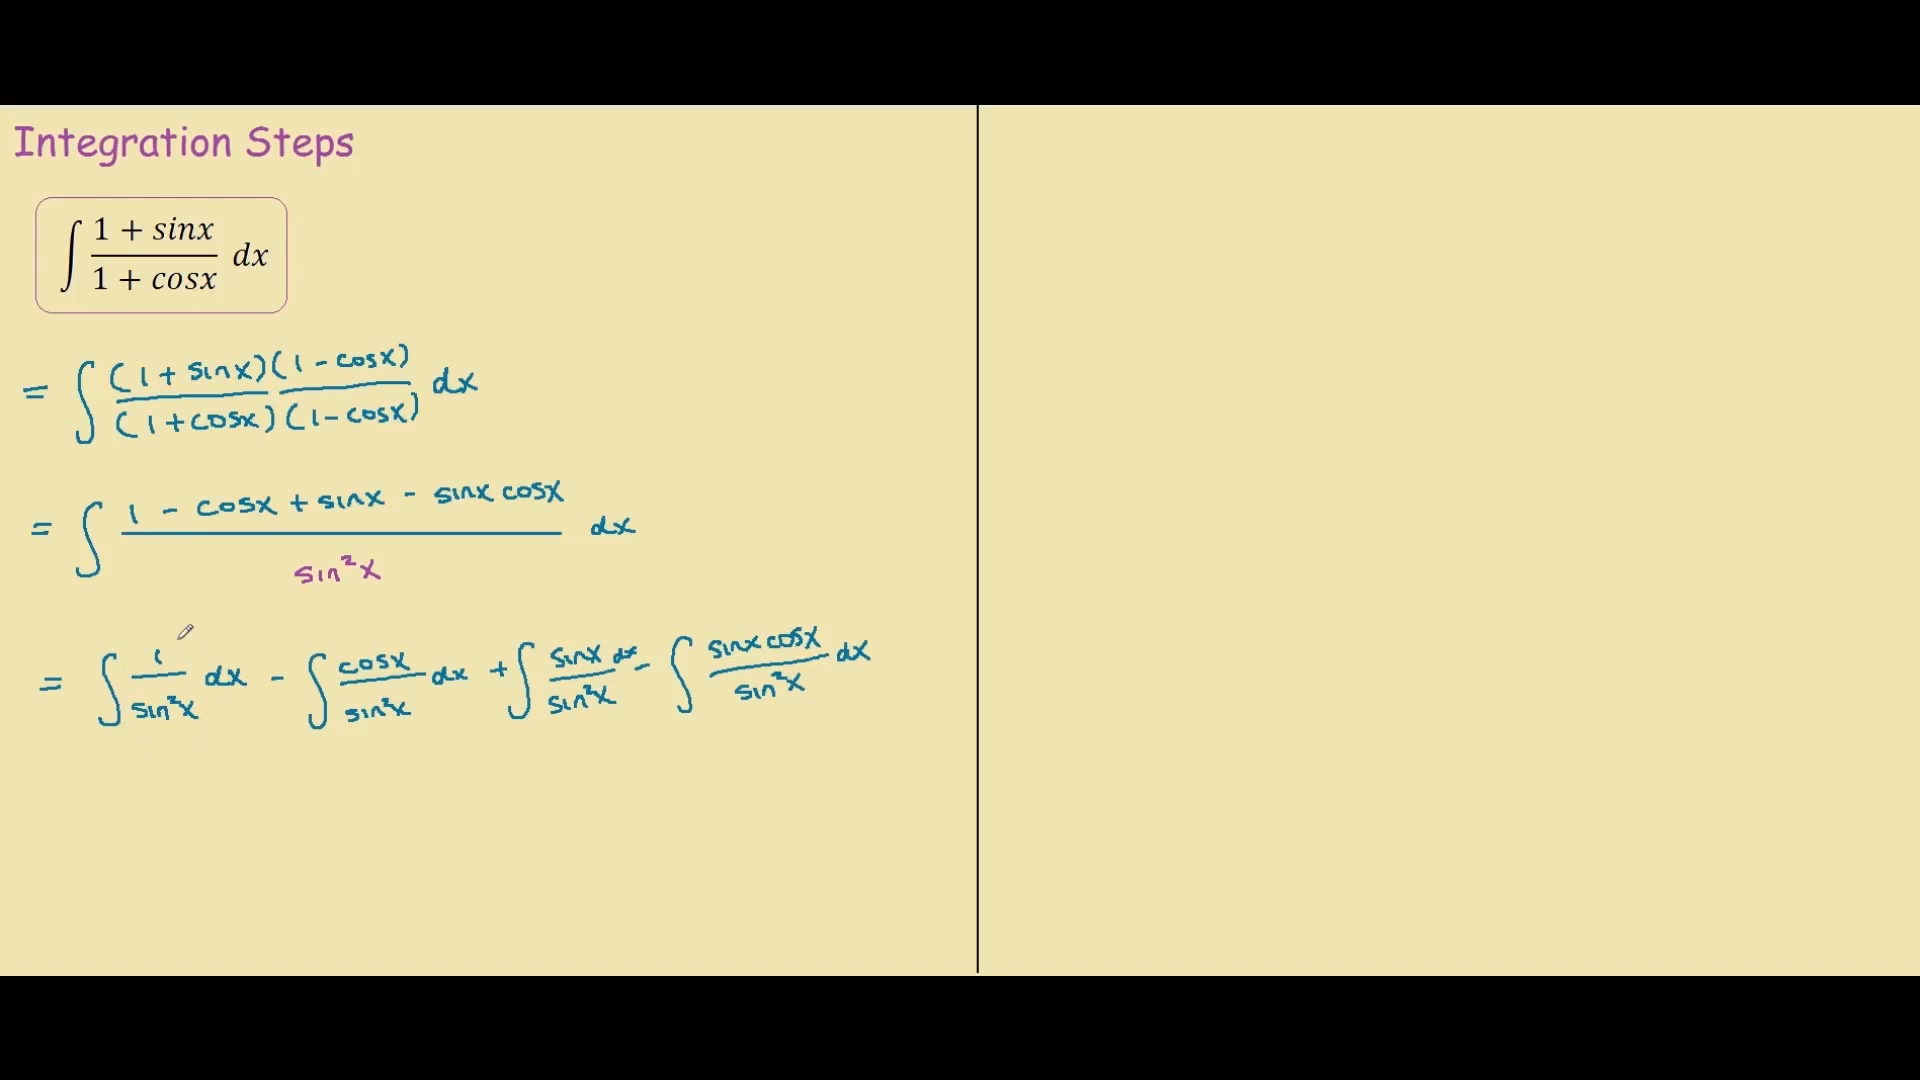 Integration Steps
∫ (1 + sinx)/(1 + cosx) dx
= ∫ (1 + sinx)(1 - cosx)/(1 + cosx)(1 - cosx) dx
= ∫ (1 - cosx + sinx - sinx cosx)/sin²x dx
= ∫ 1/sin²x dx - ∫ cosx/sin²x dx + ∫ sinx/sin²x dx - ∫ sinx cosx/sin²x dx